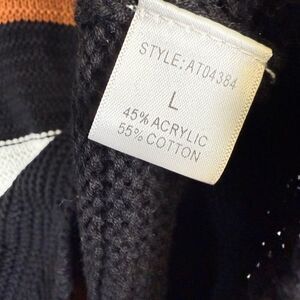 STYLE: AT04384
L
45% ACRYLIC
55% COTTON